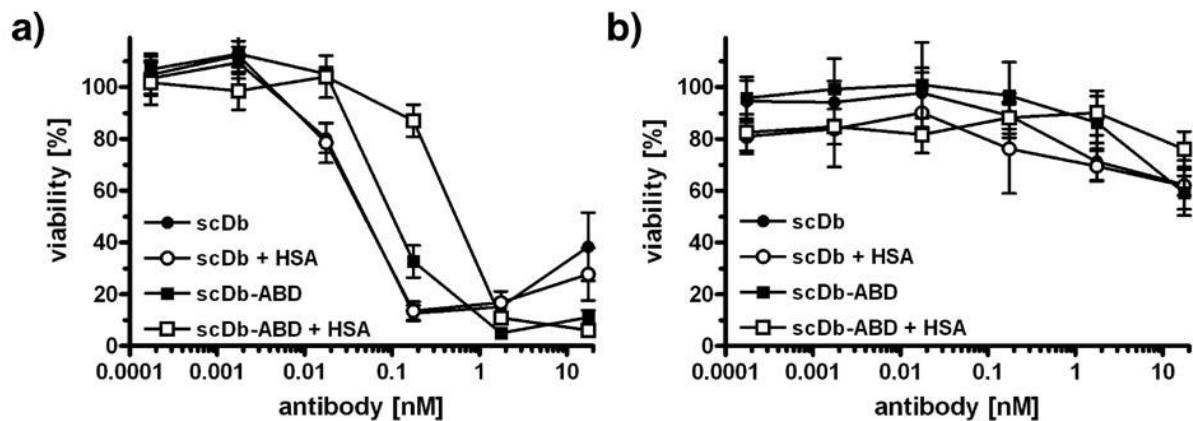 a)
viability [%]
100
80
60
40
20
0
scDb
scDb + HSA
scDb-ABD
scDb-ABD + HSA
0.0001 0.001 0.01 0.1 1 10
antibody [nM]
b)
viability [%]
100
80
60
40
20
0
scDb
scDb + HSA
scDb-ABD
scDb-ABD + HSA
0.0001 0.001 0.01 0.1 1 10
antibody [nM]